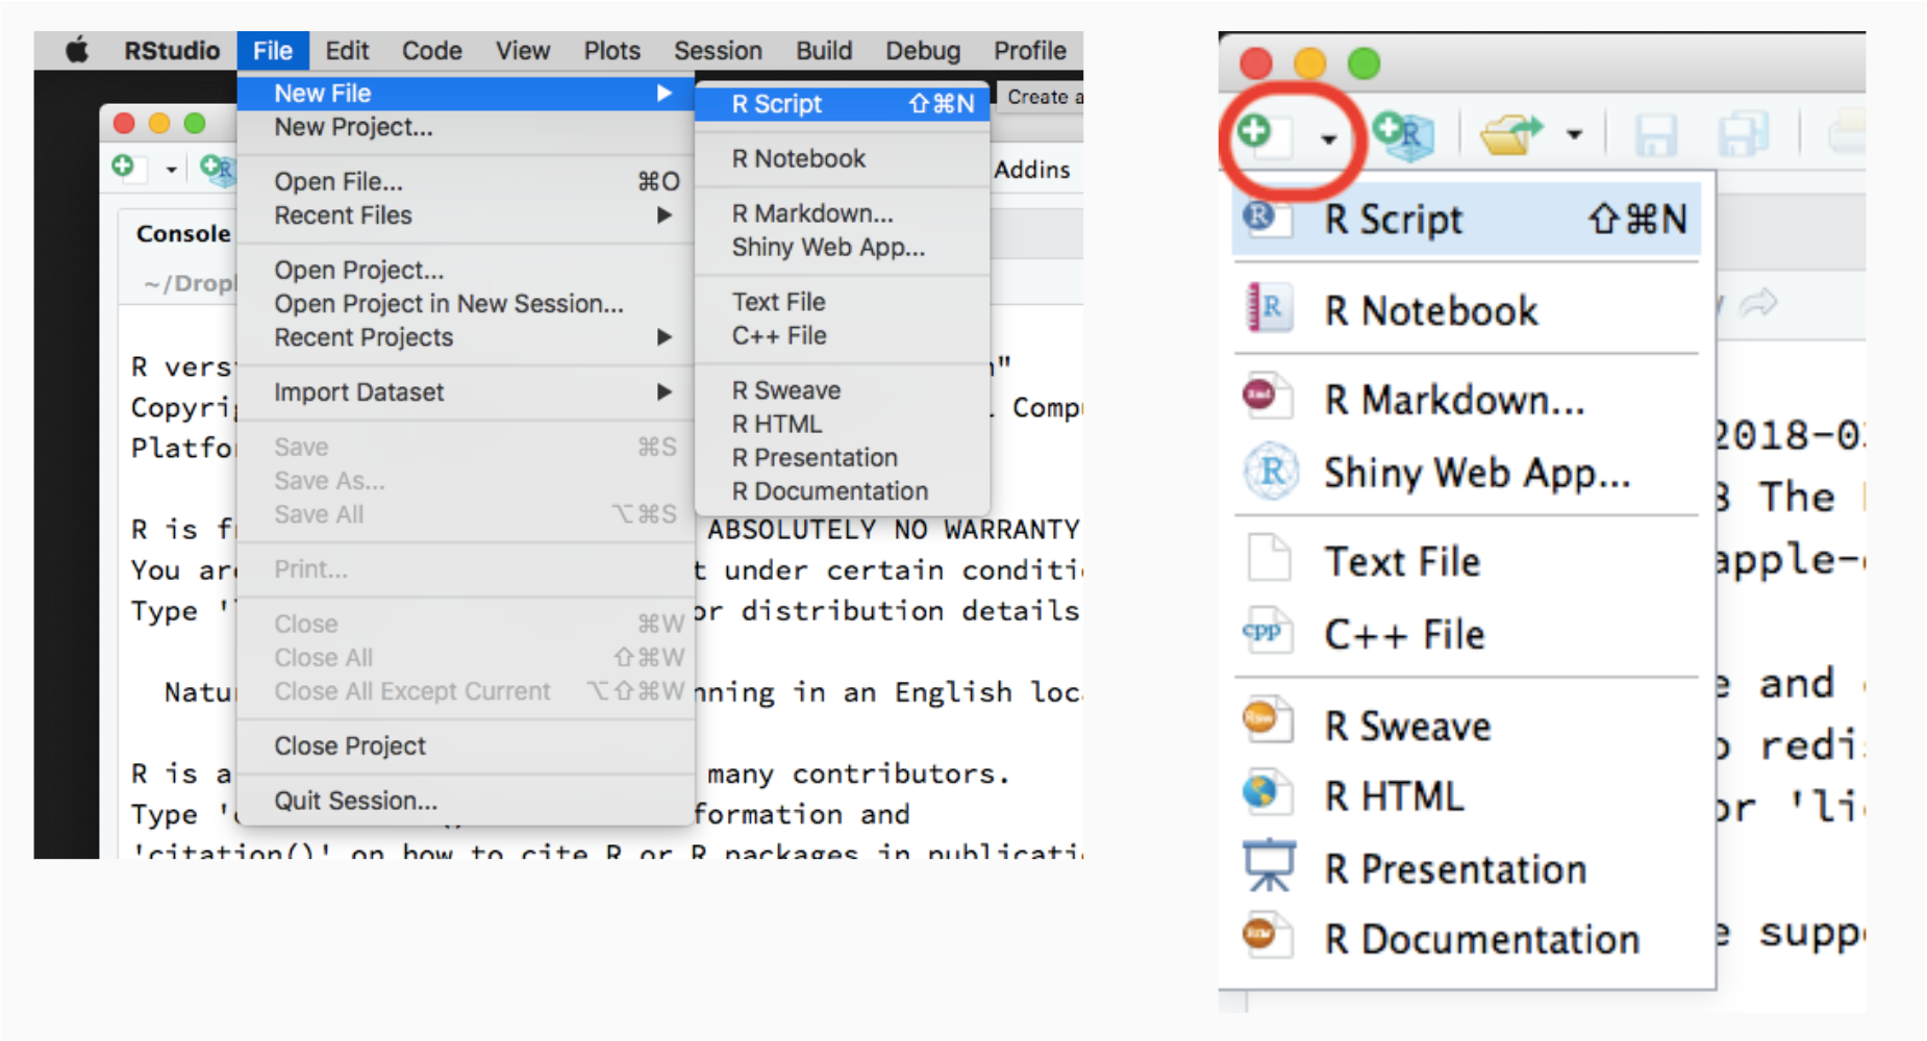 RStudio File Edit Code View Plots Session Build Debug Profile
New File
New Project...
Open File... ⌘O
Recent Files
Open Project...
Open Project in New Session...
Recent Projects
Import Dataset
Save ⌘S
Save As...
Save All ⌥⌘S
Print...
Close ⌘W
Close All ⇧⌘W
Close All Except Current ⌥⇧⌘W
Close Project
Quit Session...
R Script ⇧⌘N
R Notebook
R Markdown...
Shiny Web App...
Text File
C++ File
R Sweave
R HTML
R Presentation
R Documentation
Create a
Addins
R
Console
~/Drop
R vers
Copyri Comp
Platfo
R is f ABSOLUTELY NO WARRANTY
You ar t under certain conditi
Type ' or distribution details
Natu nning in an English loc
R is a many contributors.
Type ' formation and
'citation()' on how to cite R or R packages in publicati
R
R Script ⇧⌘N
R
R Notebook
R
R Markdown...
Shiny Web App...
R
Text File
C++ File
cpp
R Sweave
R HTML
R Presentation
R Documentation
2018-0
The
apple-
e and
redi
or 'li
e supp